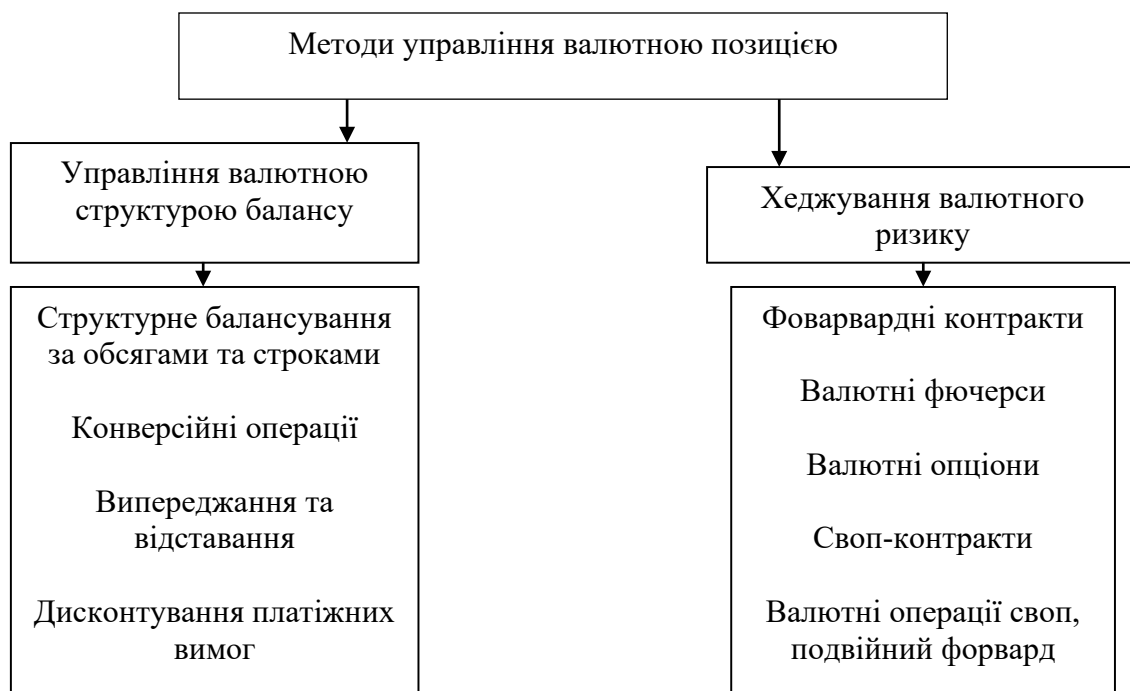 Методи управління валютною позицією
Управління валютною
структурою балансу
Хеджування валютного
ризику
Структурне балансування
за обсягами та строками
Конверсійні операції
Випереджання та
відставання
Дисконтування платіжних
вимог
Фоварвардні контракти
Валютні фючерси
Валютні опціони
Своп-контракти
Валютні операції своп,
подвійний форвард